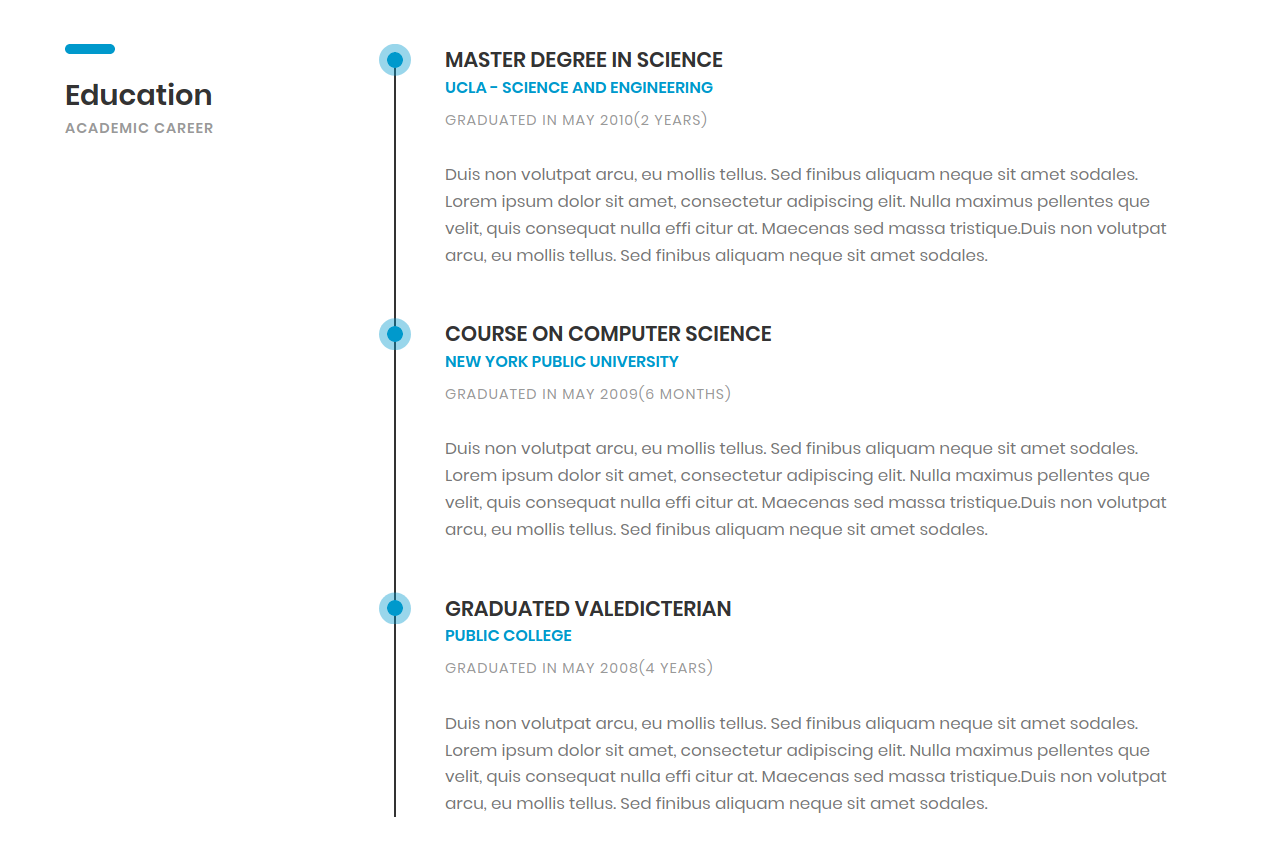 Education
ACADEMIC CAREER
MASTER DEGREE IN SCIENCE
UCLA - SCIENCE AND ENGINEERING
GRADUATED IN MAY 2010(2 YEARS)
Duis non volutpat arcu, eu mollis tellus. Sed finibus aliquam neque sit amet sodales.
Lorem ipsum dolor sit amet, consectetur adipiscing elit. Nulla maximus pellentes que
velit, quis consequat nulla effi citur at. Maecenas sed massa tristique.Duis non volutpat
arcu, eu mollis tellus. Sed finibus aliquam neque sit amet sodales.
COURSE ON COMPUTER SCIENCE
NEW YORK PUBLIC UNIVERSITY
GRADUATED IN MAY 2009(6 MONTHS)
Duis non volutpat arcu, eu mollis tellus. Sed finibus aliquam neque sit amet sodales.
Lorem ipsum dolor sit amet, consectetur adipiscing elit. Nulla maximus pellentes que
velit, quis consequat nulla effi citur at. Maecenas sed massa tristique.Duis non volutpat
arcu, eu mollis tellus. Sed finibus aliquam neque sit amet sodales.
GRADUATED VALEDICTERIAN
PUBLIC COLLEGE
GRADUATED IN MAY 2008(4 YEARS)
Duis non volutpat arcu, eu mollis tellus. Sed finibus aliquam neque sit amet sodales.
Lorem ipsum dolor sit amet, consectetur adipiscing elit. Nulla maximus pellentes que
velit, quis consequat nulla effi citur at. Maecenas sed massa tristique.Duis non volutpat
arcu, eu mollis tellus. Sed finibus aliquam neque sit amet sodales.